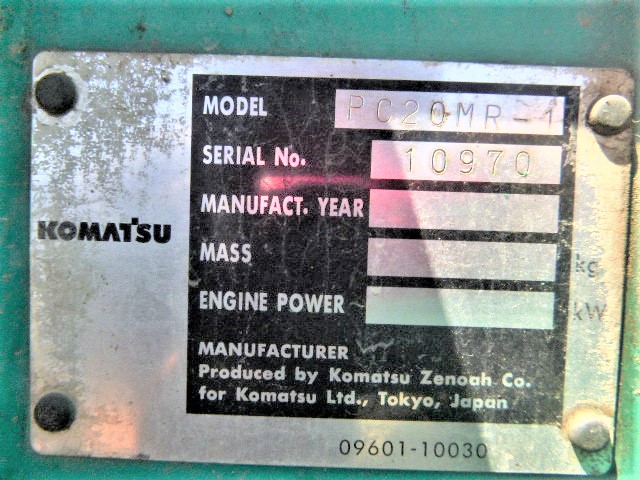 MODEL PC20MR-1
SERIAL No. 10970
MANUFACT. YEAR
KOMATSU
MASS kg
ENGINE POWER kW
MANUFACTURER
Produced by Komatsu Zenoah Co.
for Komatsu Ltd., Tokyo, Japan
09601-10030